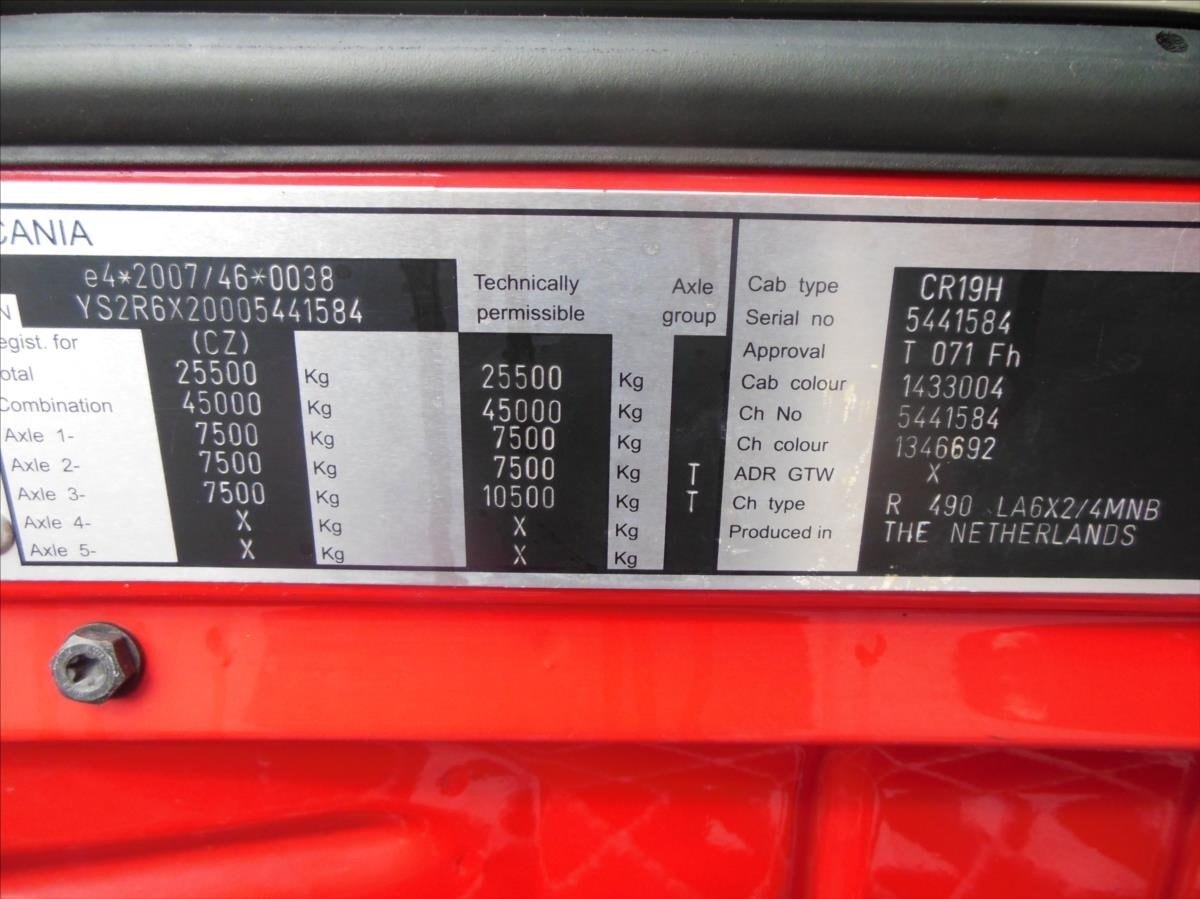 CANIA
e4*2007/46*0038
N YS2R6X20005441584
egist. for (CZ)
Technically permissible
Axle group
otal 25500 Kg 25500 Kg
Combination 45000 Kg 45000 Kg
Axle 1- 7500 Kg 7500 Kg
Axle 2- 7500 Kg 7500 Kg T
Axle 3- 7500 Kg 10500 Kg T
Axle 4- X Kg X Kg
Axle 5- X Kg X Kg
Cab type CR19H
Serial no 5441584
Approval T 071 Fh
Cab colour 1433004
Ch No 5441584
Ch colour 1346692
ADR GTW X
Ch type R 490 LA6X2/4MNB
Produced in THE NETHERLANDS